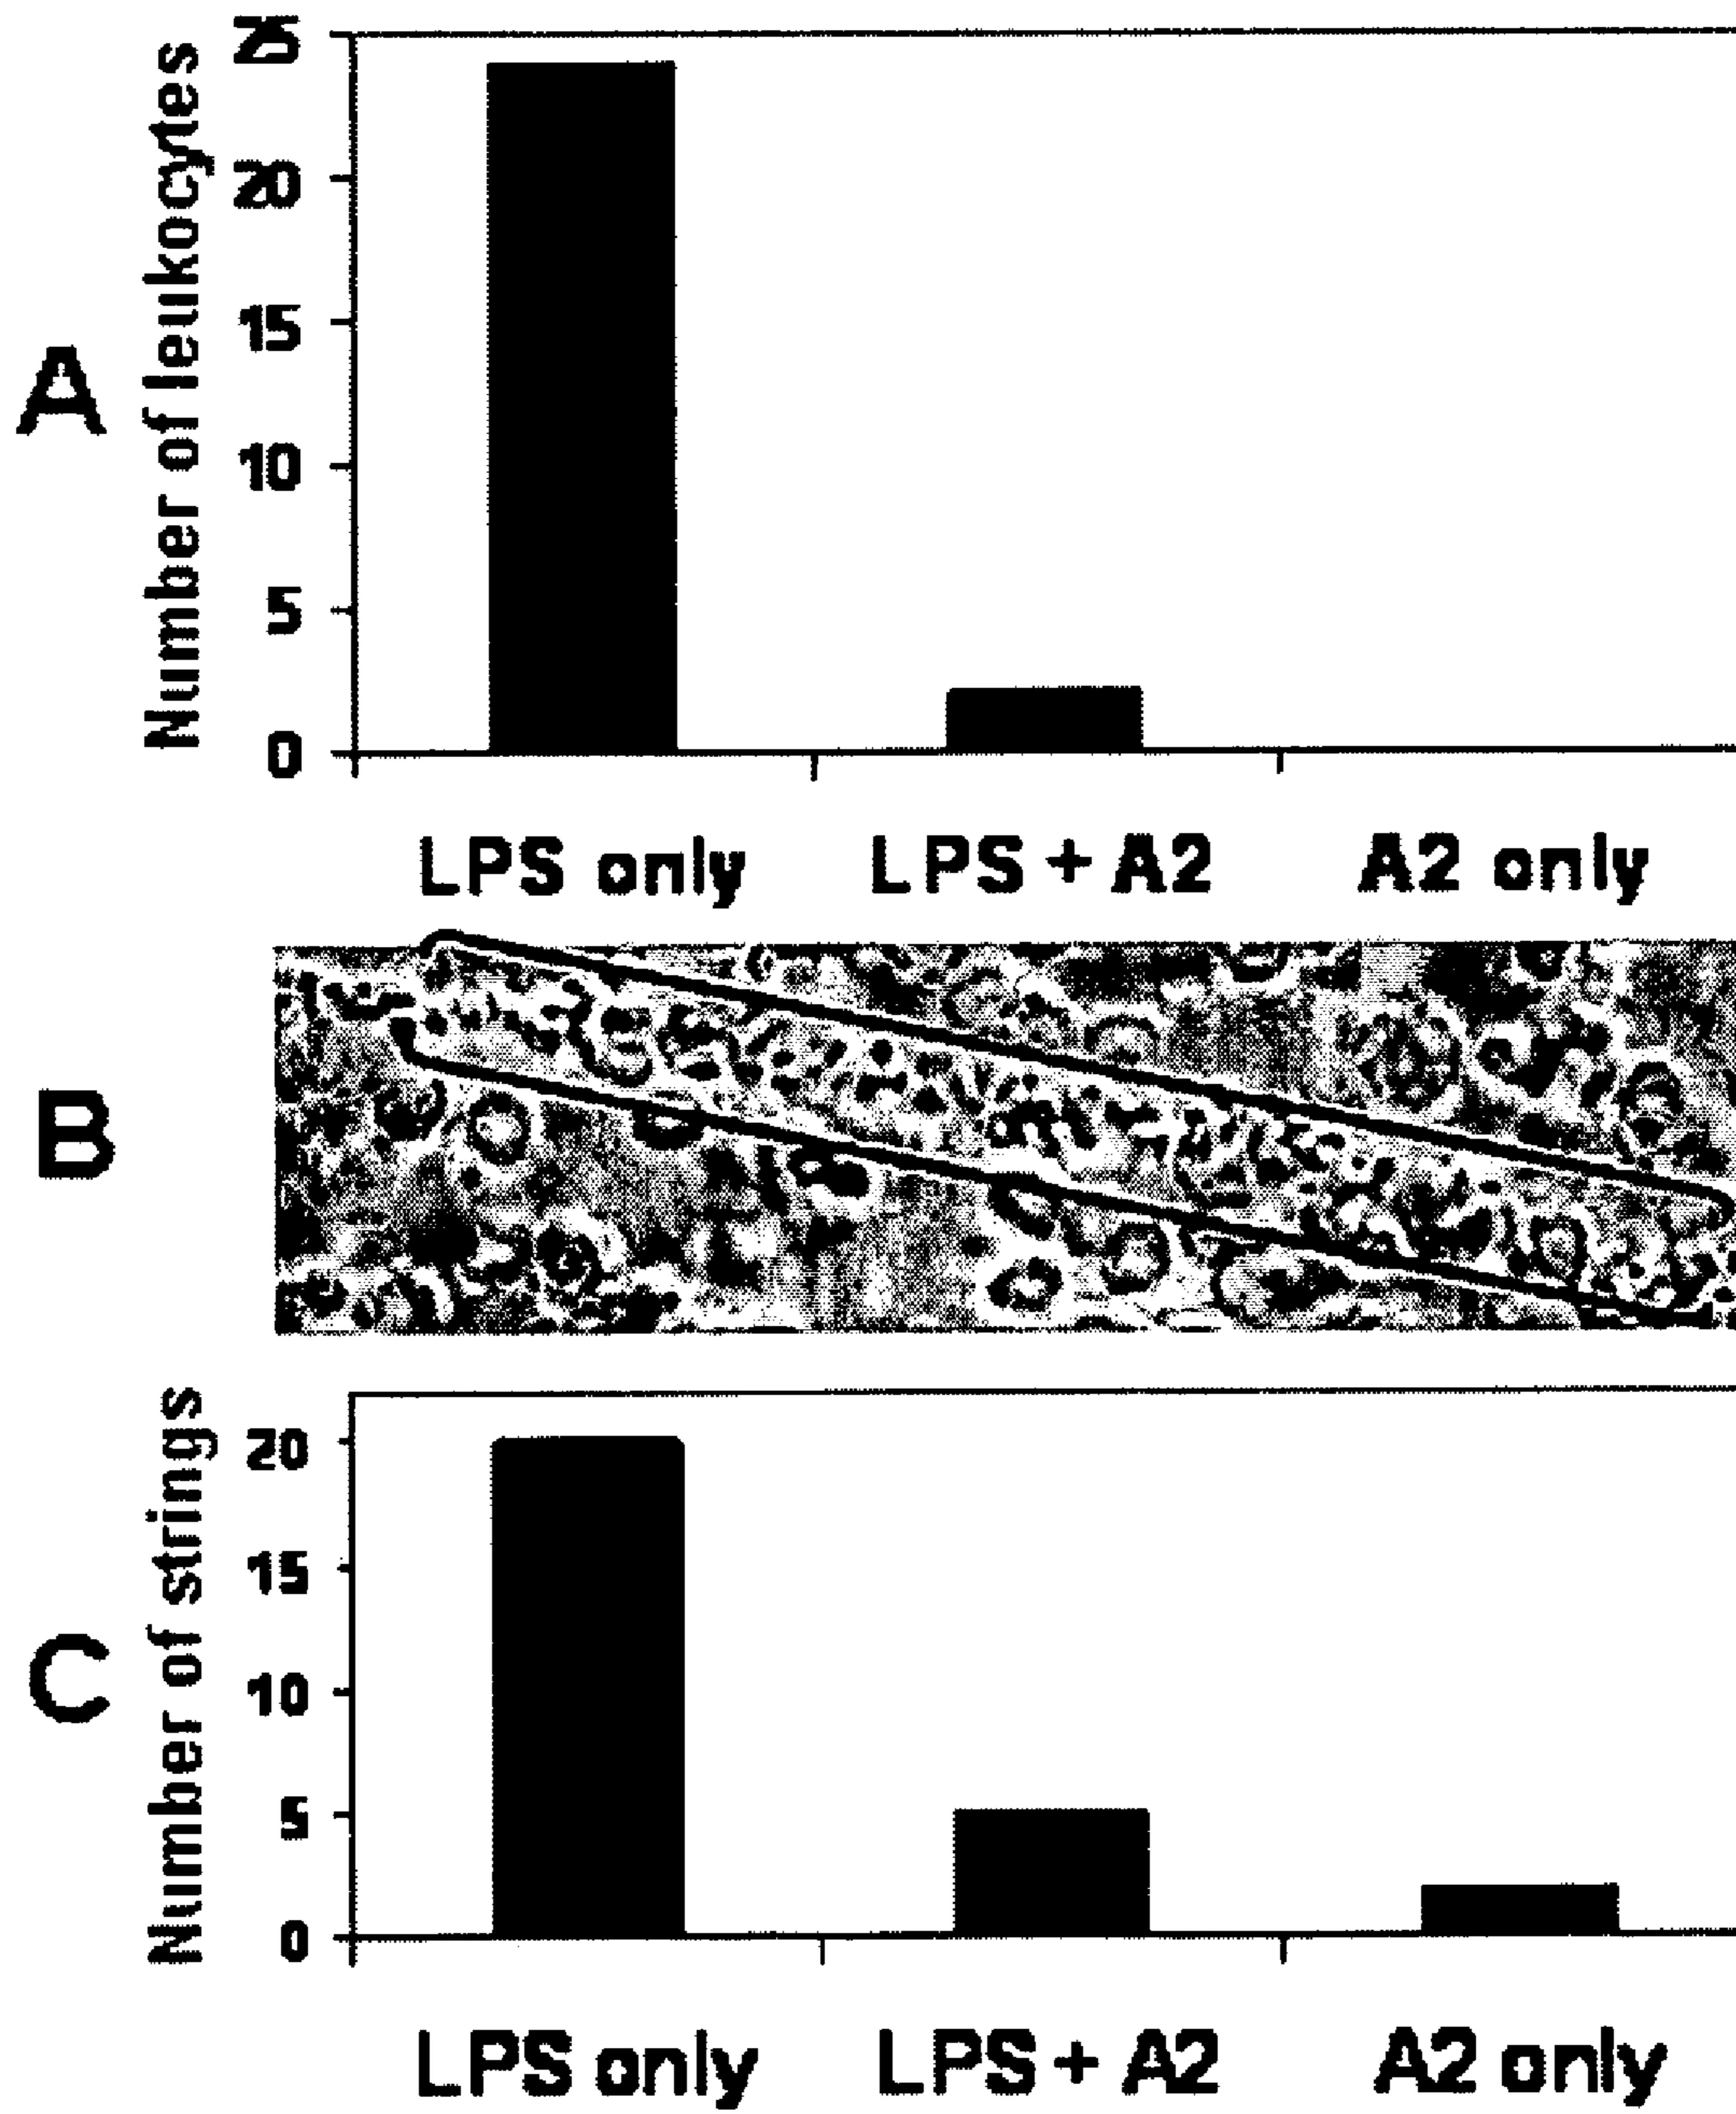 A
Number of leukocytes
25
20
15
10
5
0
LPS only
LPS + A2
A2 only
B
C
Number of strings
20
15
10
5
0
LPS only
LPS + A2
A2 only